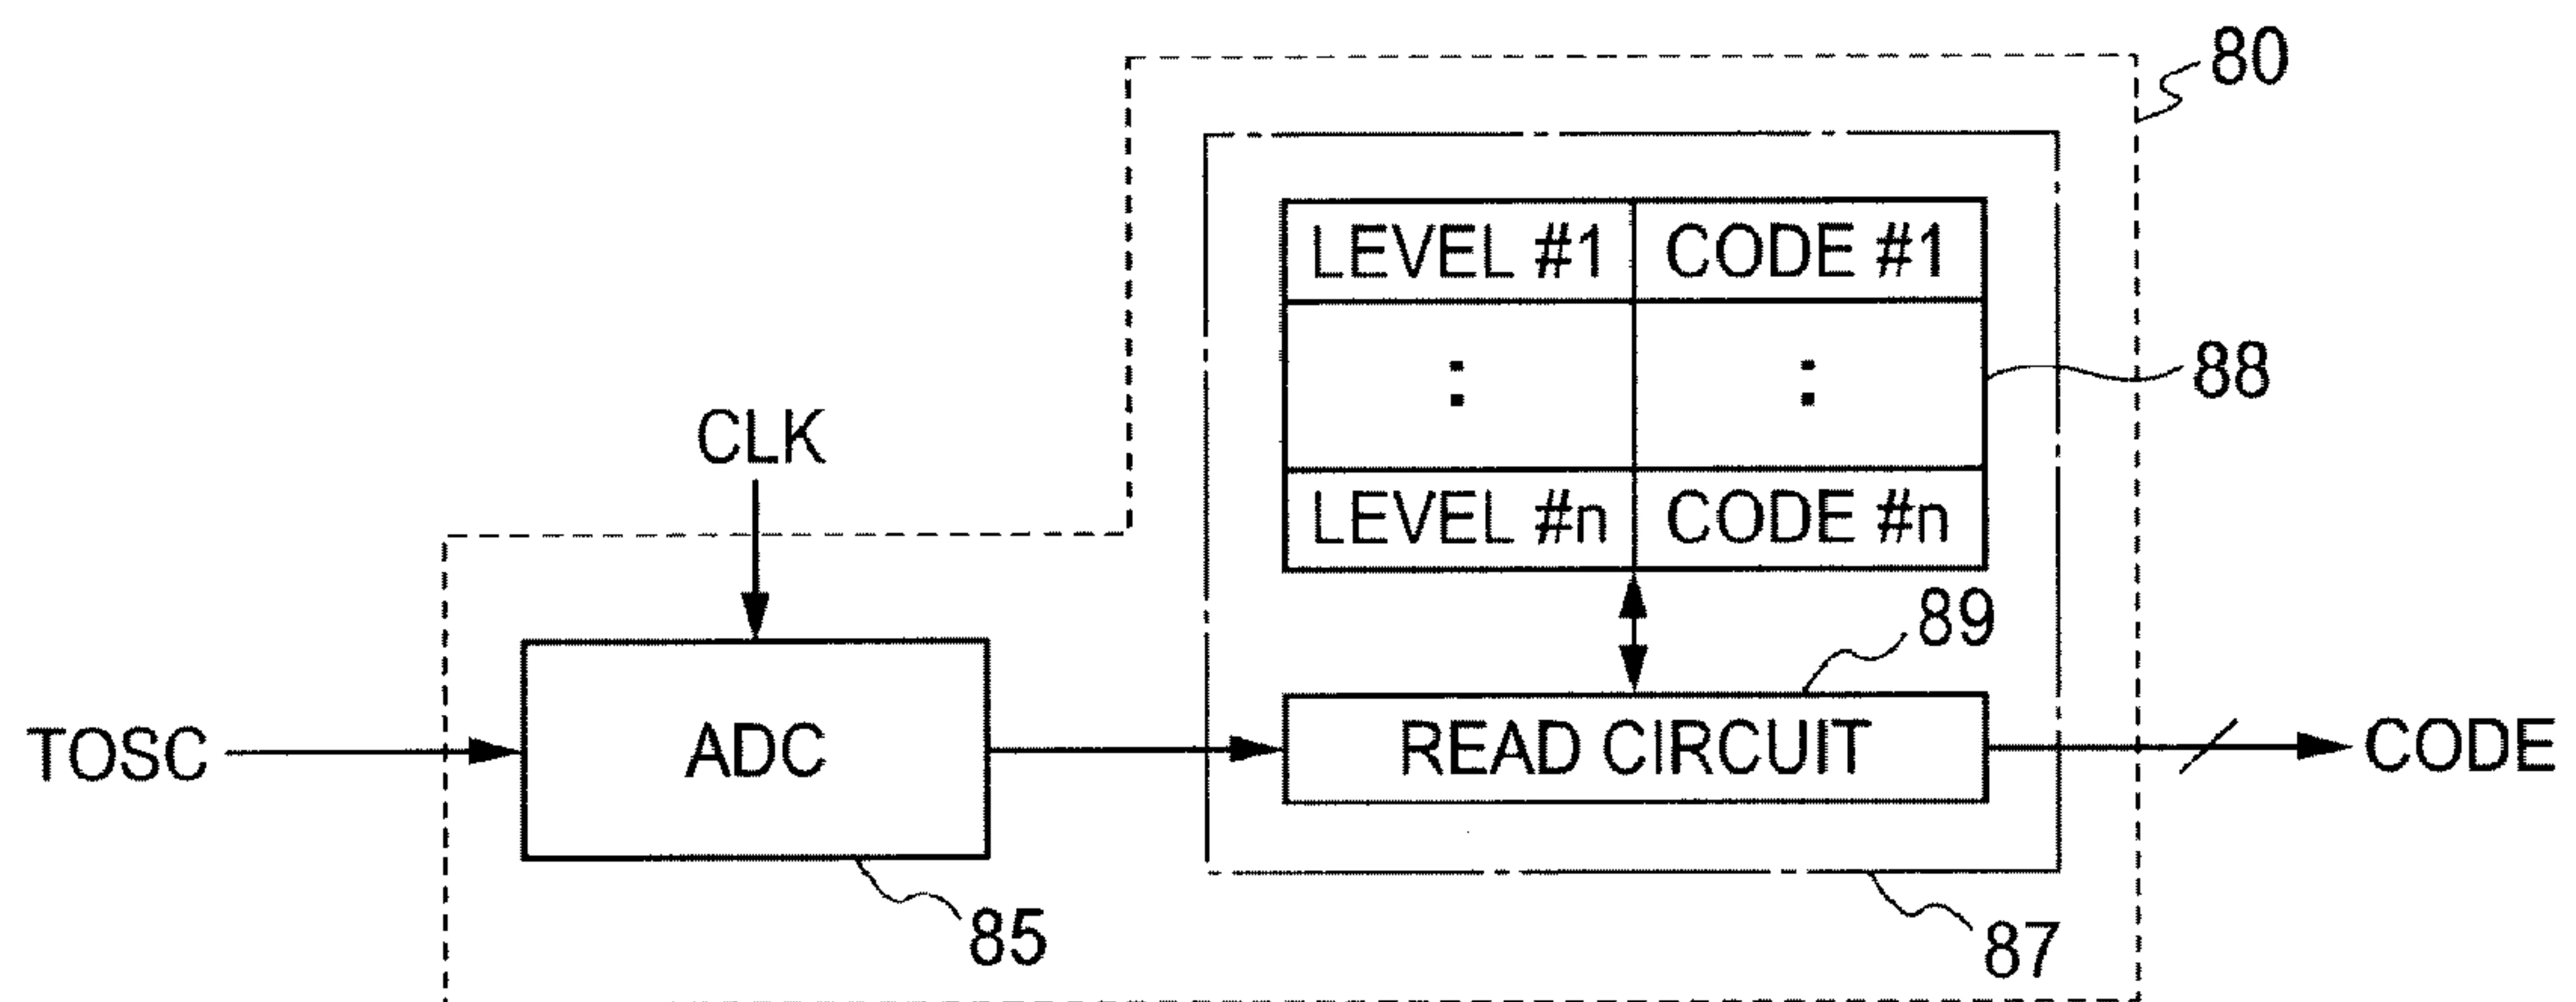 80
LEVEL #1 CODE #1
: :
88
CLK
LEVEL #n CODE #n
89
TOSC ADC READ CIRCUIT CODE
85
87